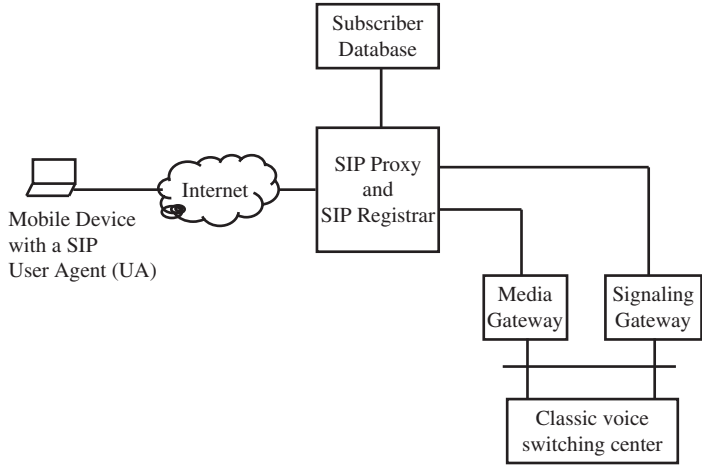 Subscriber
Database
SIP Proxy
and
SIP Registrar
Internet
Mobile Device
with a SIP
User Agent (UA)
Media
Gateway
Signaling
Gateway
Classic voice
switching center